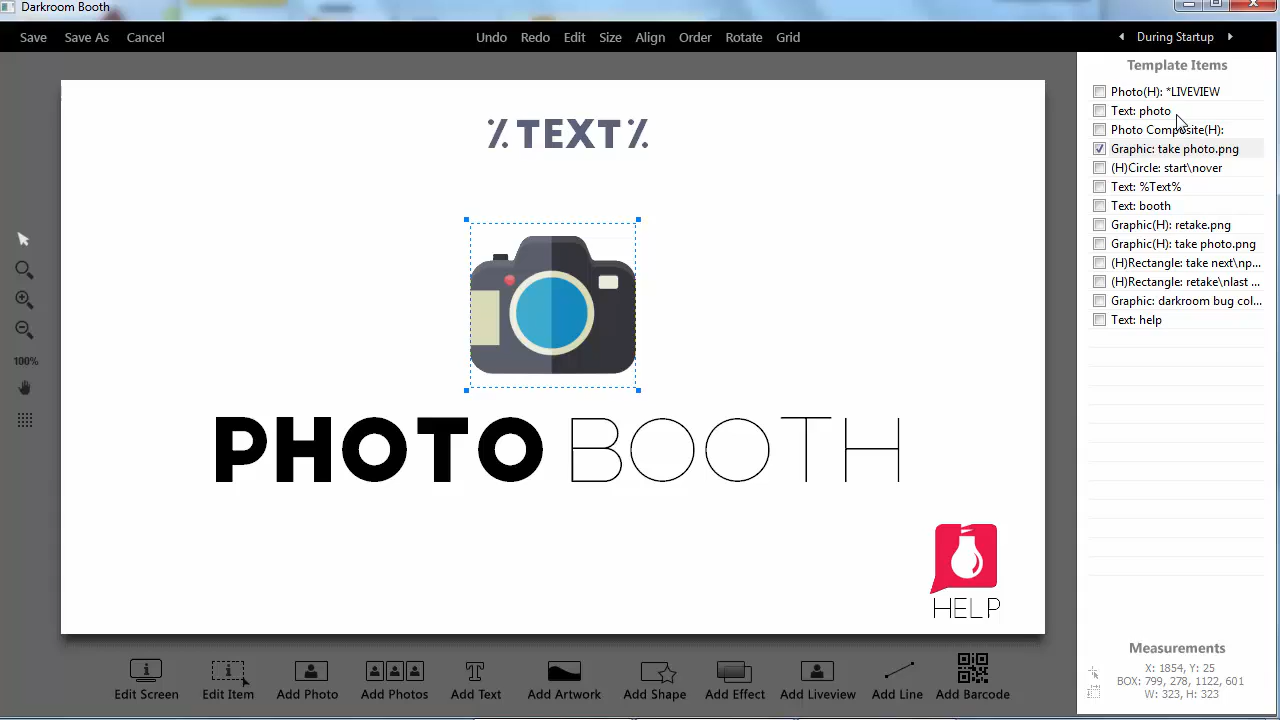 Darkroom Booth
Save Save As Cancel Undo Redo Edit Size Align Order Rotate Grid During Startup
Template Items
Photo(H): *LIVEVIEW
Text: photo
Photo Composite(H):
Graphic: take photo.png
(H)Circle: start\nover
Text: %Text%
Text: booth
Graphic(H): retake.png
Graphic(H): take photo.png
(H)Rectangle: take next\np...
(H)Rectangle: retake\nlast ...
Graphic: darkroom bug col...
Text: help
%TEXT%
100%
PHOTO BOOTH
HELP
Measurements
X: 1854, Y: 25
BOX: 799, 278, 1122, 601
W: 323, H: 323
Edit Screen Edit Item Add Photo Add Photos Add Text Add Artwork Add Shape Add Effect Add Liveview Add Line Add Barcode